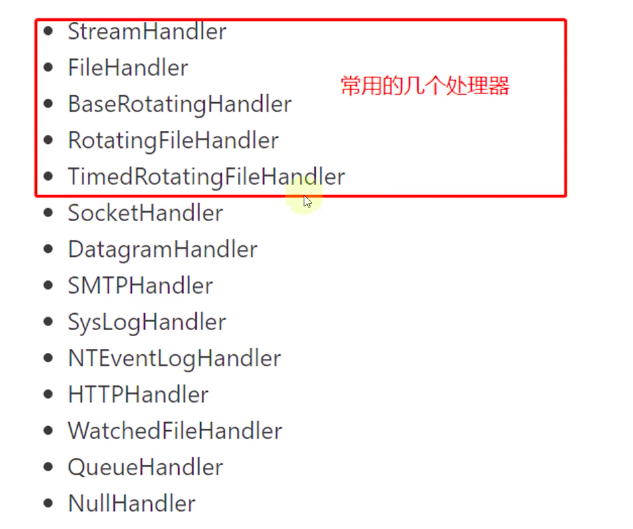 StreamHandler
FileHandler
常用的几个处理器
BaseRotatingHandler
RotatingFileHandler
TimedRotatingFileHandler
SocketHandler
DatagramHandler
SMTPHandler
SysLogHandler
NTEventLogHandler
HTTPHandler
WatchedFileHandler
QueueHandler
NullHandler